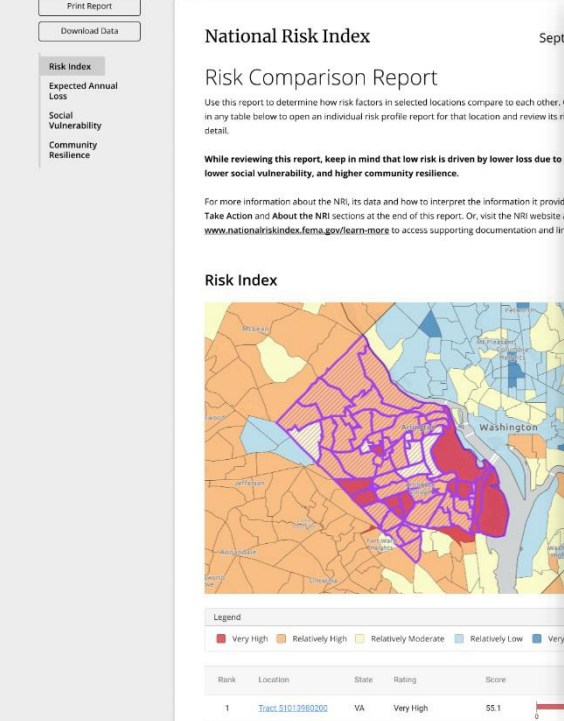 Print Report
Download Data
Risk Index
Expected Annual
Loss
Social
Vulnerability
Community
Resilience
National Risk Index
Sept
Risk Comparison Report
Use this report to determine how risk factors in selected locations compare to each other.
in any table below to open an individual risk profile report for that location and review its
detail.
While reviewing this report, keep in mind that low risk is driven by lower loss due to
lower social vulnerability, and higher community resilience.
For more information about the NRI, its data and how to interpret the information it
Take Action and About the NRI sections at the end of this report. Or, visit the NRI website
www.nationalriskindex.fema.gov/learn-more to access supporting documentation and
Risk Index
McLean
Petworth
Mt Pleasant
Columbia
Heights
Arlington
Washington
Jefferson
Annandale
Legend
Very High
Relatively High
Relatively Moderate
Relatively Low
Very
Rank Location State Rating Score
1 Tract 51013980200 VA Very High 55.1
0